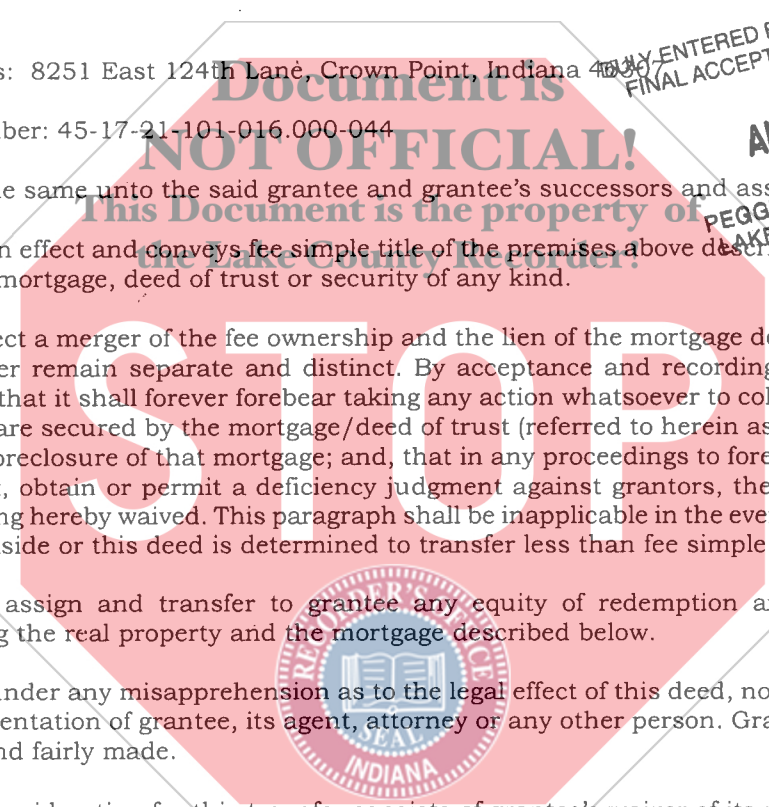 s: 8251 East 124th Lane, Crown Point, Indiana 46307
DULY ENTERED F
FINAL ACCEPT
Document is
ber: 45-17-21-101-016.000-044
NOT OFFICIAL!
e same unto the said grantee and grantee's successors and ass
This Document is the property of
PEGG
LAKE
n effect and conveys fee simple title of the premises above descri
the Lake County Recorder!
mortgage, deed of trust or security of any kind.
ect a merger of the fee ownership and the lien of the mortgage de
er remain separate and distinct. By acceptance and recording
that it shall forever forebear taking any action whatsoever to col
are secured by the mortgage/deed of trust (referred to herein as
oreclosure of that mortgage; and, that in any proceedings to fore
, obtain or permit a deficiency judgment against grantors, the
ng hereby waived. This paragraph shall be inapplicable in the eve
side or this deed is determined to transfer less than fee simple
STOP
assign and transfer to grantee any equity of redemption a
g the real property and the mortgage described below.
RECORDER'S OFFICE
under any misapprehension as to the legal effect of this deed, no
entation of grantee, its agent, attorney or any other person. Gra
nd fairly made.
SEAL
INDIANA